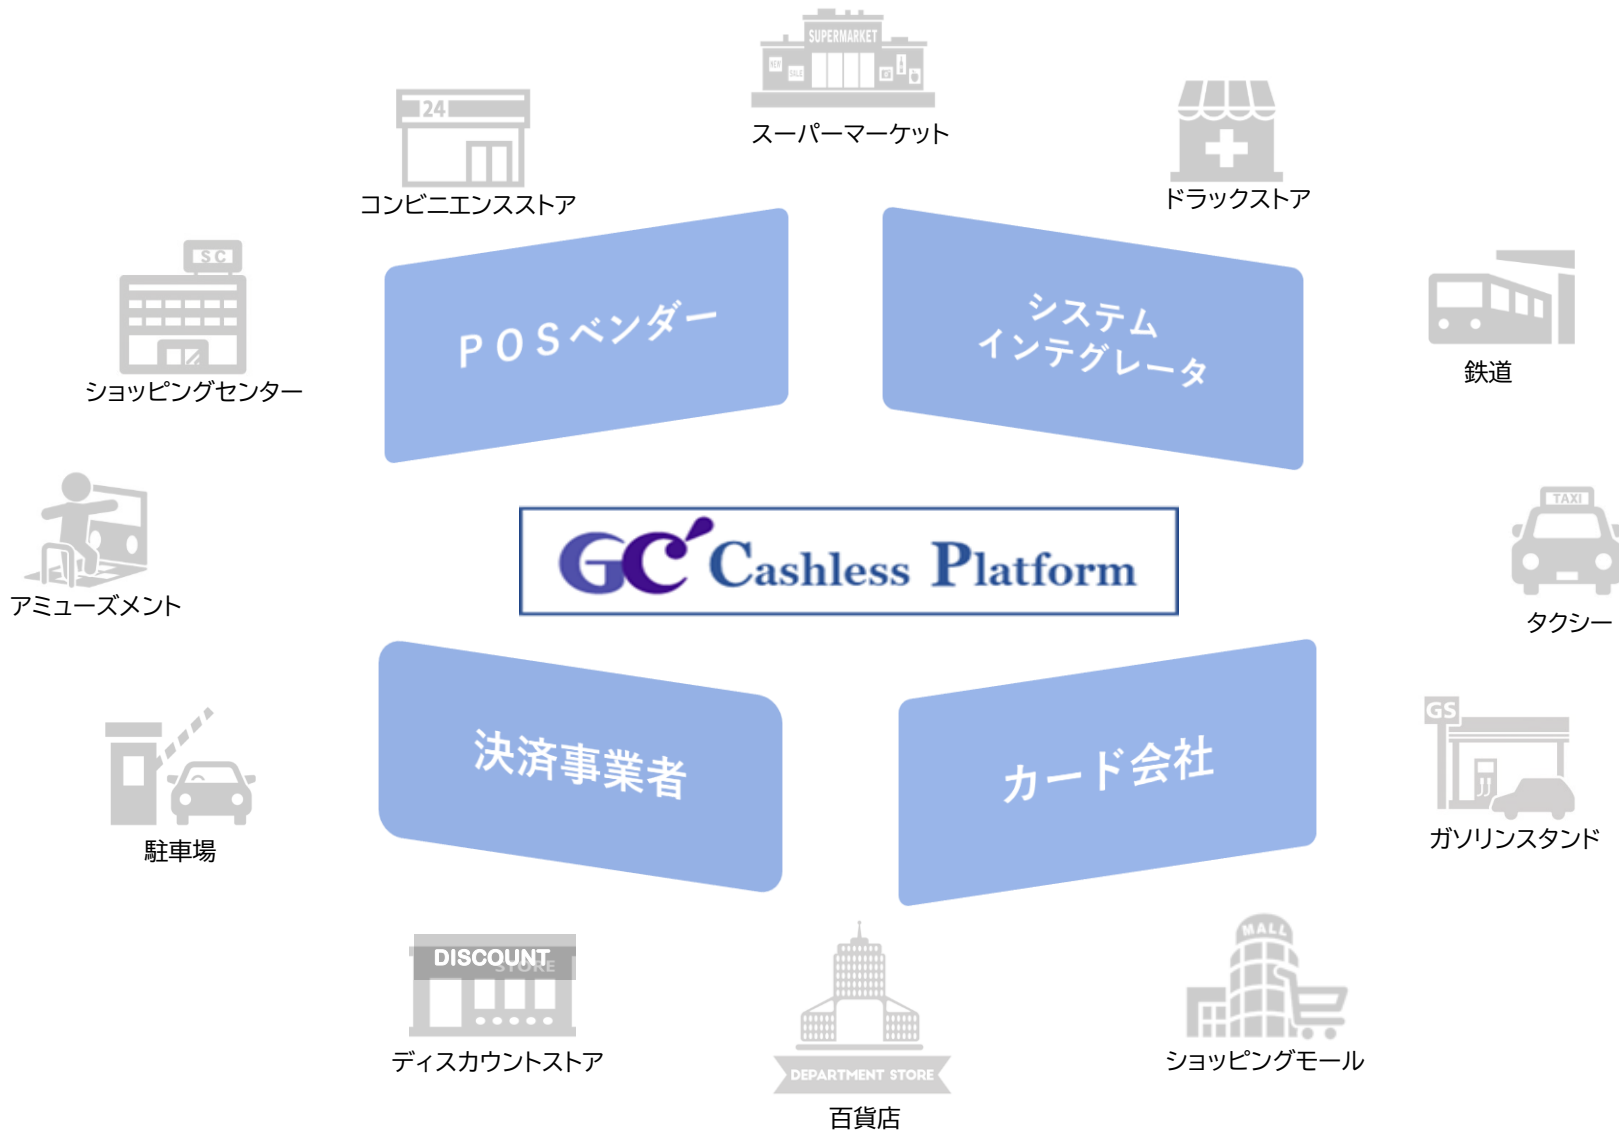 SUPERMARKET
NEW
SALE
スーパーマーケット
24
コンビニエンスストア
ドラックストア
SC
ショッピングセンター
POSベンダー
システム
インテグレータ
鉄道
アミューズメント
GC' Cashless Platform
TAXI
タクシー
駐車場
決済事業者
カード会社
GS
ガソリンスタンド
DISCOUNT
STORE
ディスカウントストア
DEPARTMENT STORE
百貨店
MALL
ショッピングモール